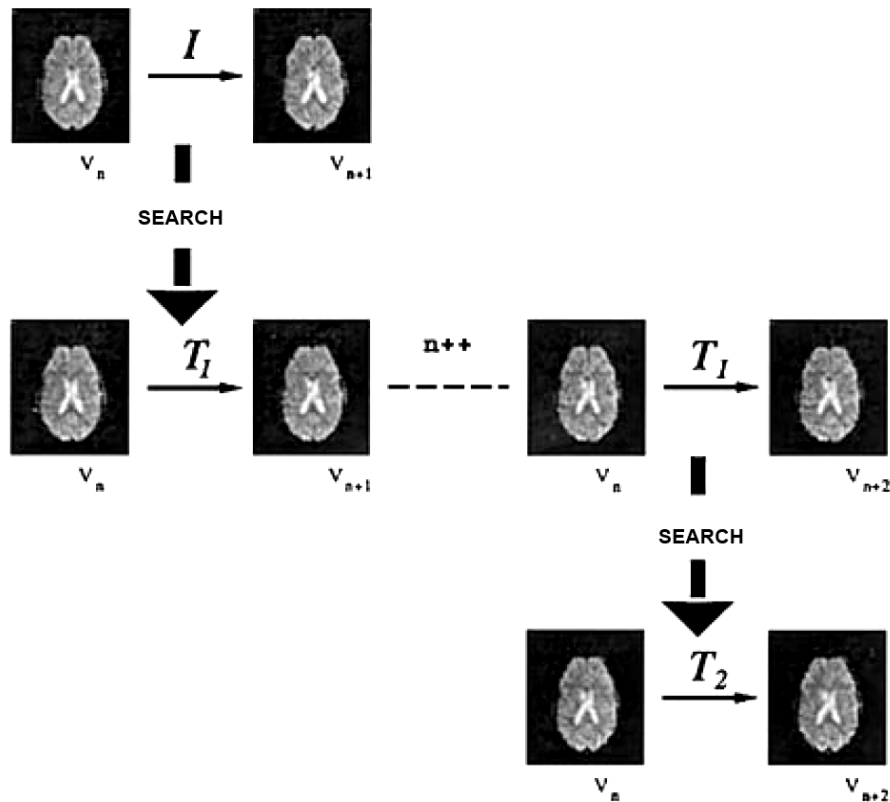 I
Vn Vn+1
SEARCH
T1 n++ T1
Vn Vn+1 Vn Vn+2
SEARCH
T2
Vn Vn+2